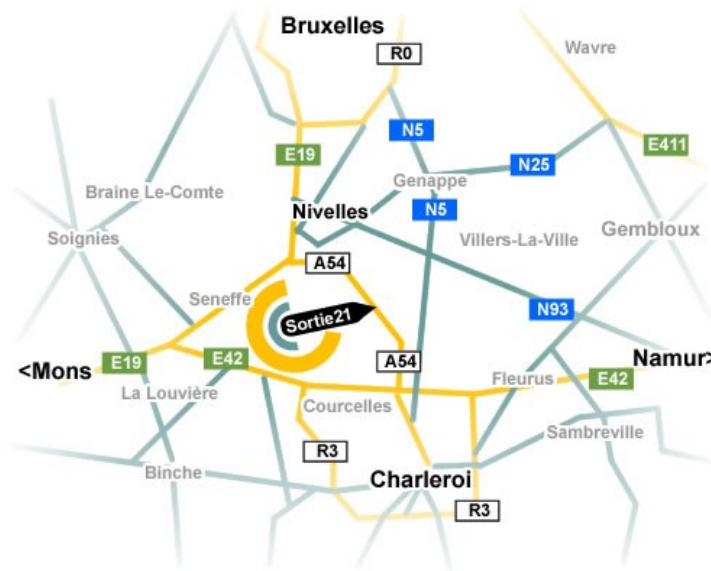 Bruxelles
R0
Wavre
N5
E411
E19
N25
Genappe
Braine Le-Comte
N5
Nivelles
Gembloux
Soignies
Villers-La-Ville
A54
Seneffe
N93
Sortie21
<Mons
E19
E42
A54
Namur>
Fleurus
E42
La Louvière
Courcelles
Sambreville
R3
Binche
Charleroi
R3